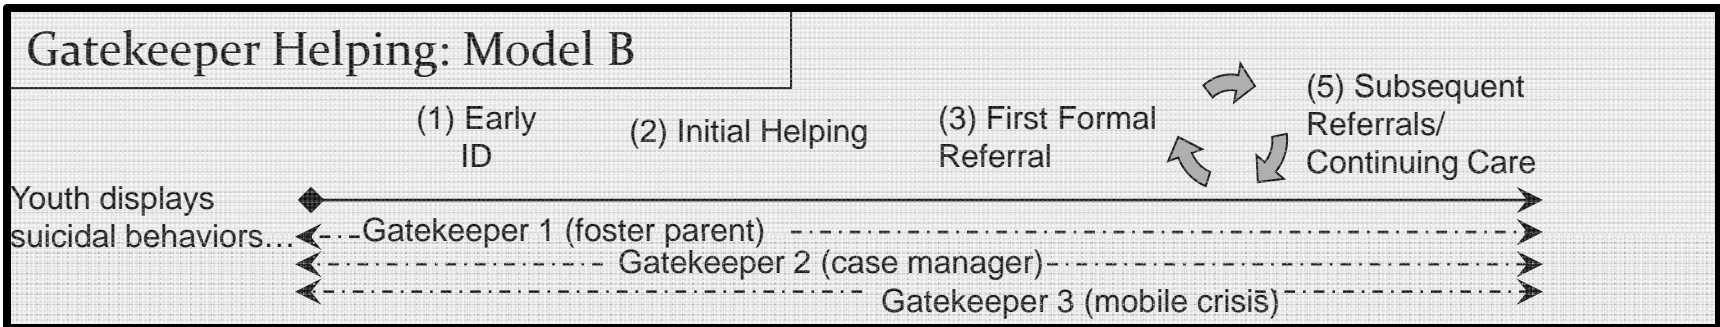 Gatekeeper Helping: Model B
(1) Early
ID
(2) Initial Helping
(3) First Formal
Referral
(5) Subsequent
Referrals/
Continuing Care
Youth displays
suicidal behaviors…
Gatekeeper 1 (foster parent)
Gatekeeper 2 (case manager)
Gatekeeper 3 (mobile crisis)